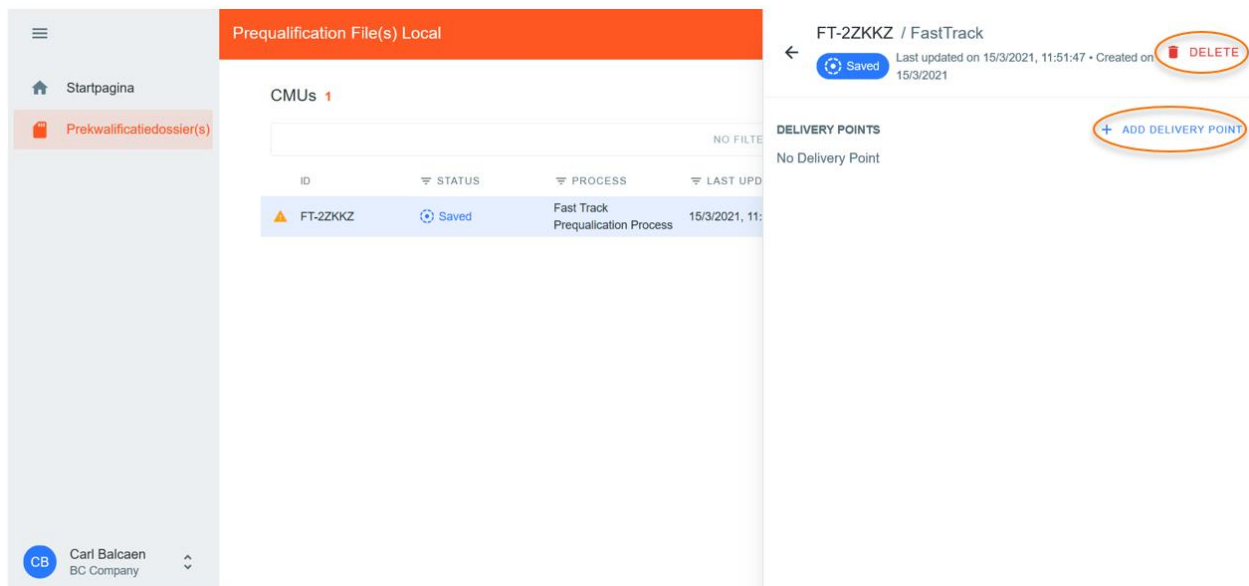 Startpagina
Prekwalificatiedossier(s)
CB
Carl Balcaen
BC Company
Prequalification File(s) Local
CMUs 1
NO FILTE
ID
STATUS
PROCESS
LAST UPD
FT-2ZKKZ
Saved
Fast Track
Prequalication Process
15/3/2021, 11:
FT-2ZKKZ / FastTrack
Saved
Last updated on 15/3/2021, 11:51:47 • Created on
15/3/2021
DELETE
DELIVERY POINTS
+ ADD DELIVERY POINT
No Delivery Point